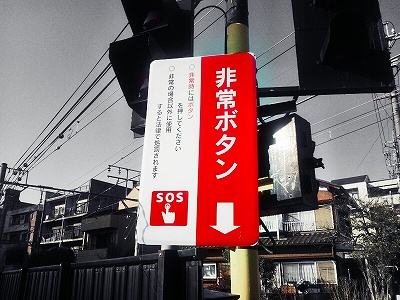 非常ボタン
○非常時にはボタン
を押してください
○非常の場合以外に使用
すると法律で処罰されます
SOS